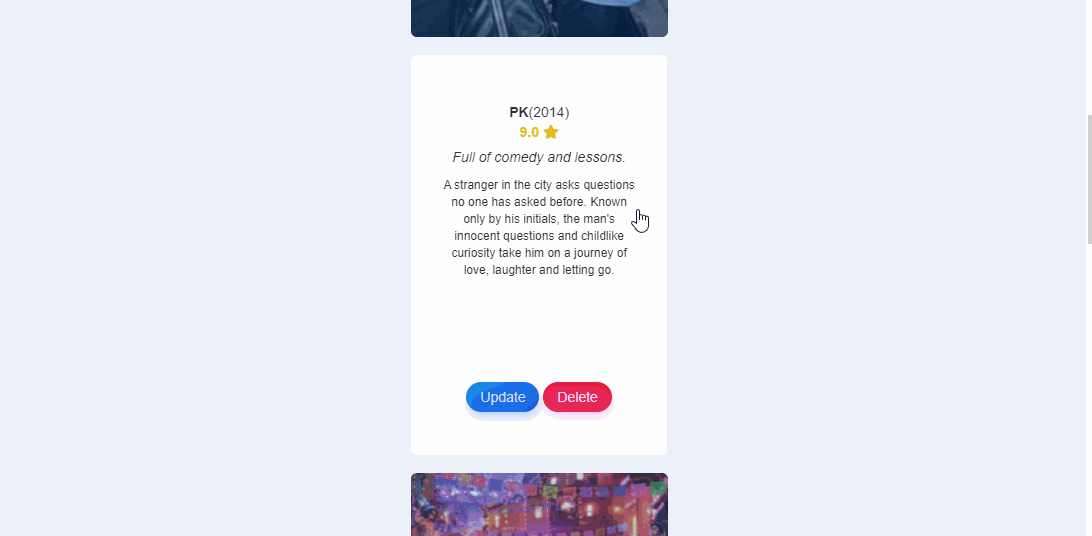 PK(2014)
9.0
Full of comedy and lessons.
A stranger in the city asks questions
no one has asked before. Known
only by his initials, the man's
innocent questions and childlike
curiosity take him on a journey of
love, laughter and letting go.
Update Delete